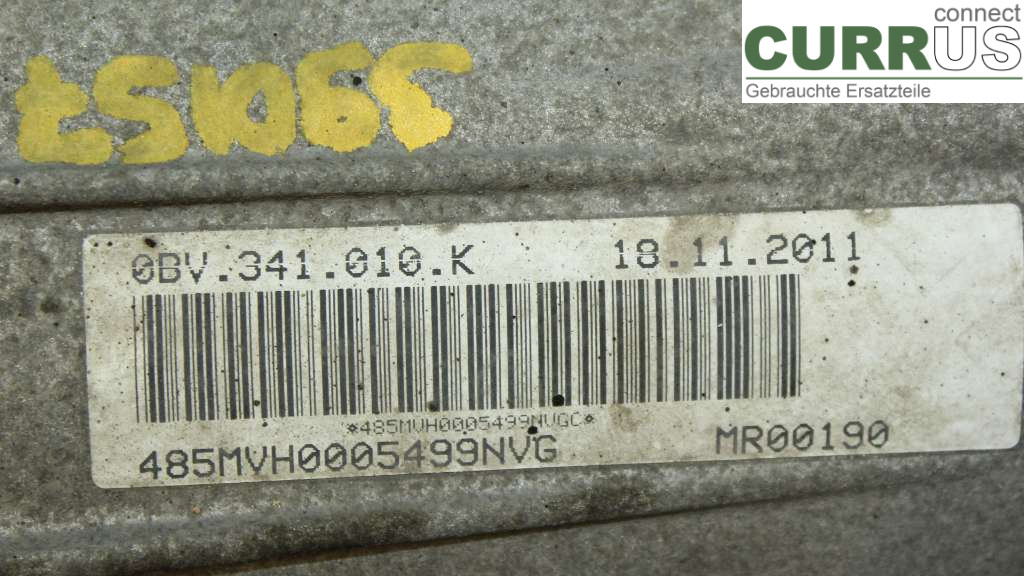 connect
CURRUS
Gebrauchte Ersatzteile
0BV.341.010.K 18.11.2011
*485MVH0005499NVGC*
485MVH0005499NVG MR00190